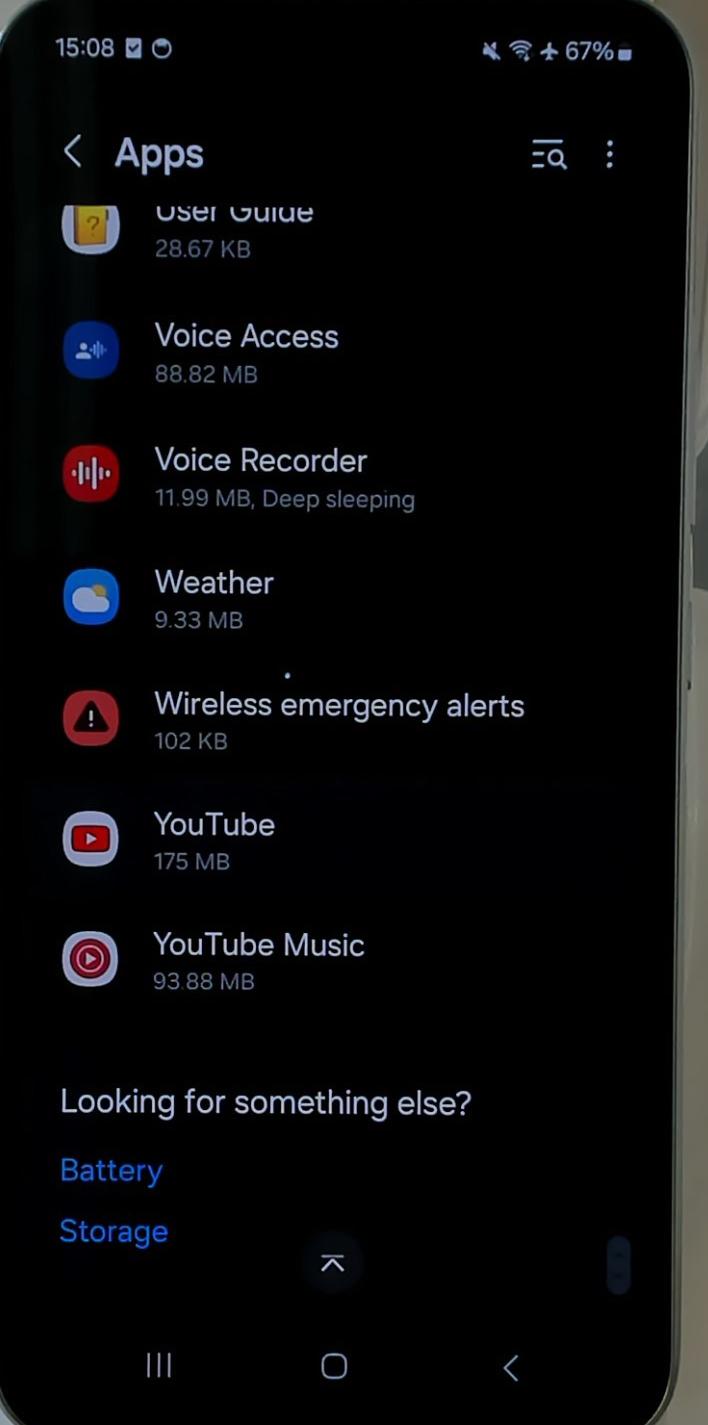 15:08
67%
Apps
User Guide
28.67 KB
Voice Access
88.82 MB
Voice Recorder
11.99 MB, Deep sleeping
Weather
9.33 MB
Wireless emergency alerts
102 KB
YouTube
175 MB
YouTube Music
93.88 MB
Looking for something else?
Battery
Storage